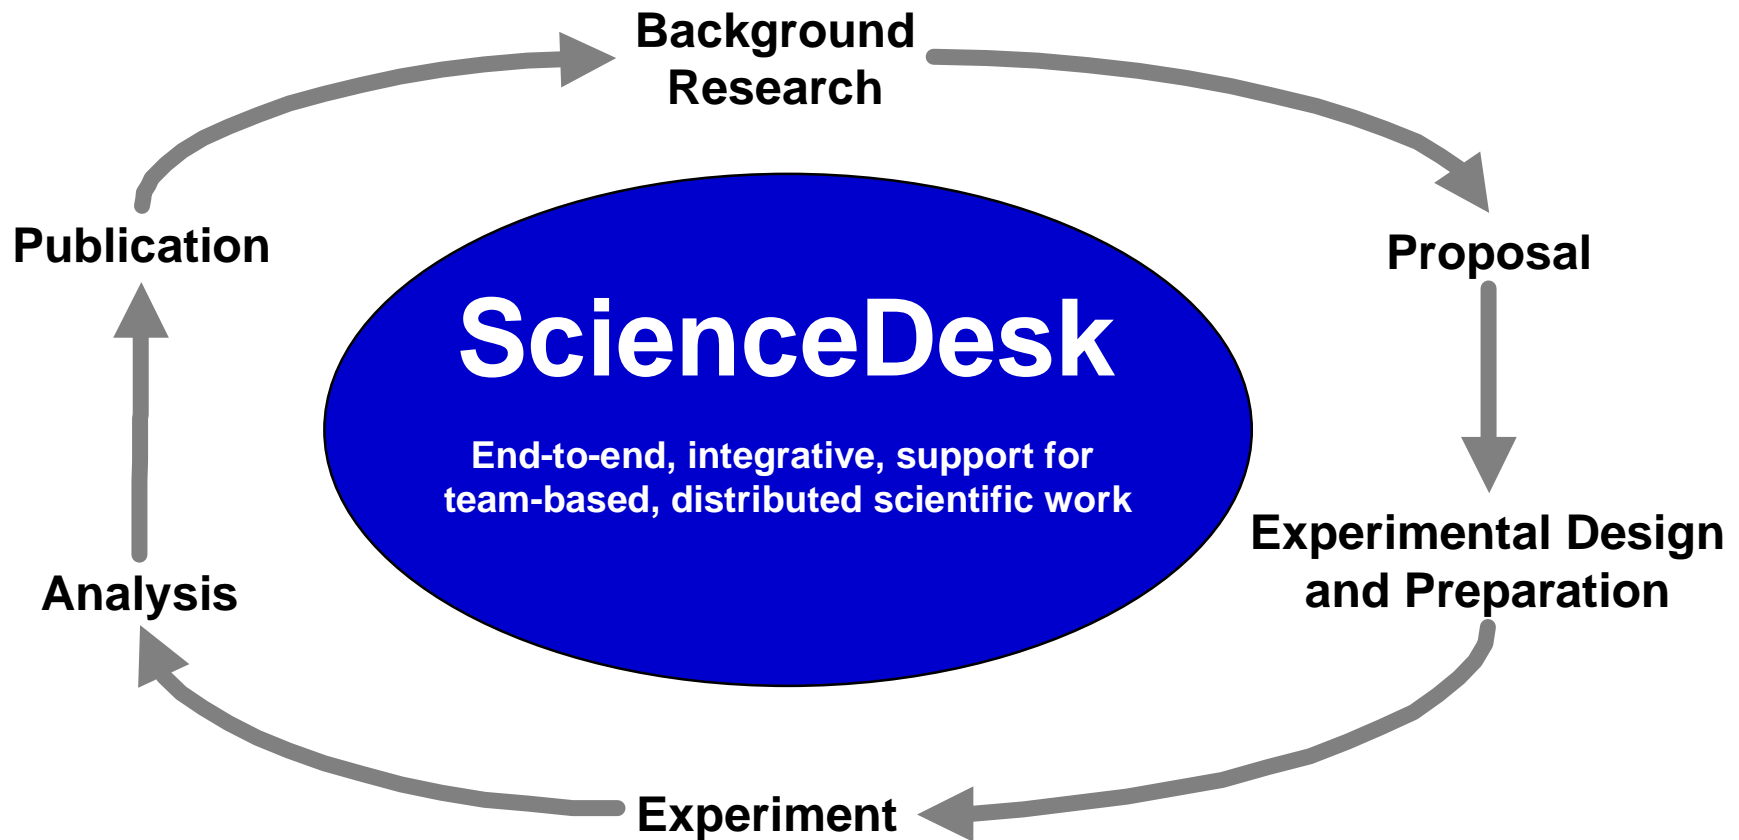 Background
Research
Publication
Proposal
ScienceDesk
End-to-end, integrative, support for
team-based, distributed scientific work
Experimental Design
and Preparation
Analysis
Experiment